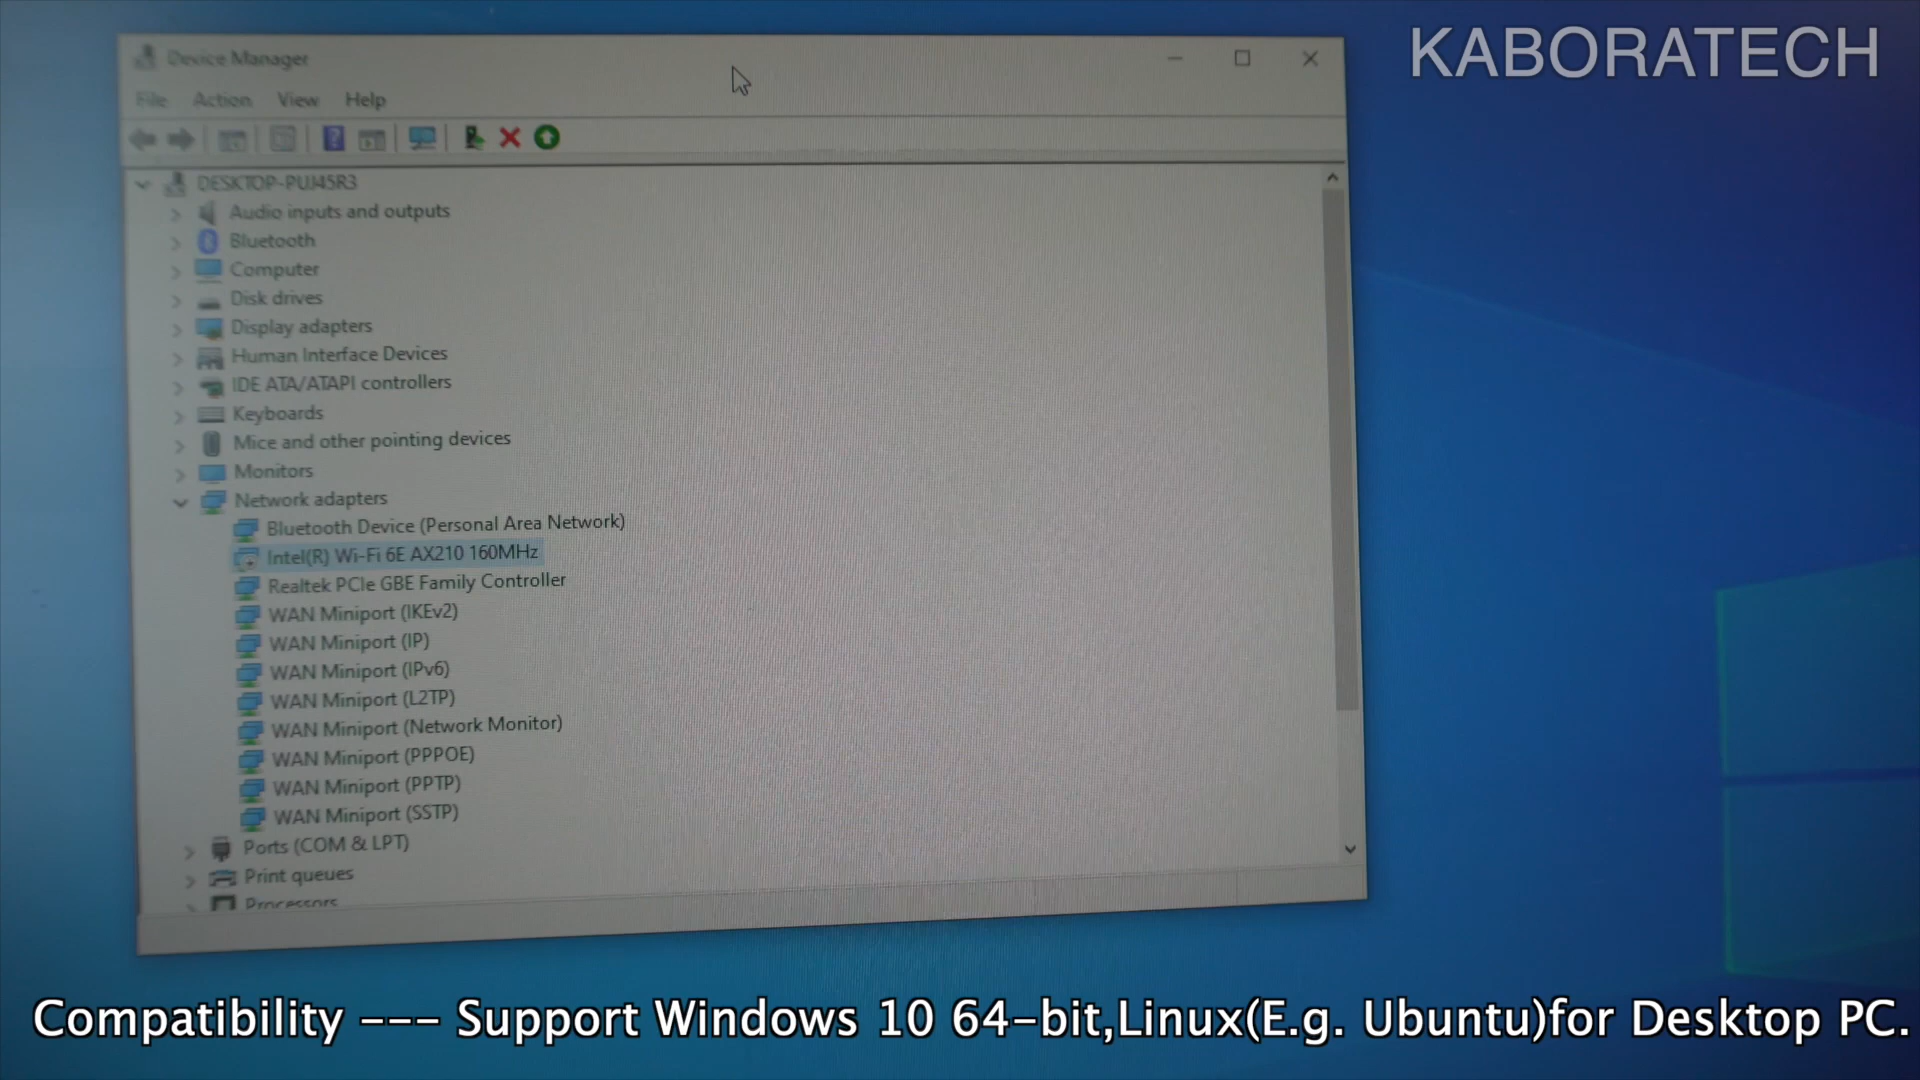 KABORATECH
Device Manager
File Action View Help
DESKTOP-PUJ45R3
Audio inputs and outputs
Bluetooth
Computer
Disk drives
Display adapters
Human Interface Devices
IDE ATA/ATAPI controllers
Keyboards
Mice and other pointing devices
Monitors
Network adapters
Bluetooth Device (Personal Area Network)
Intel(R) Wi-Fi 6E AX210 160MHz
Realtek PCIe GBE Family Controller
WAN Miniport (IKEv2)
WAN Miniport (IP)
WAN Miniport (IPv6)
WAN Miniport (L2TP)
WAN Miniport (Network Monitor)
WAN Miniport (PPPOE)
WAN Miniport (PPTP)
WAN Miniport (SSTP)
Ports (COM & LPT)
Print queues
Processors
Compatibility --- Support Windows 10 64-bit,Linux(E.g. Ubuntu)for Desktop PC.